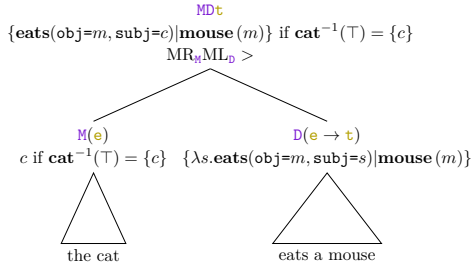 MDt
{eats(obj=m, subj=c)|mouse (m)} if cat⁻¹(⊤) = {c}
MR_M ML_D >
M(e) D(e → t)
c if cat⁻¹(⊤) = {c} {λs.eats(obj=m, subj=s)|mouse (m)}
the cat eats a mouse